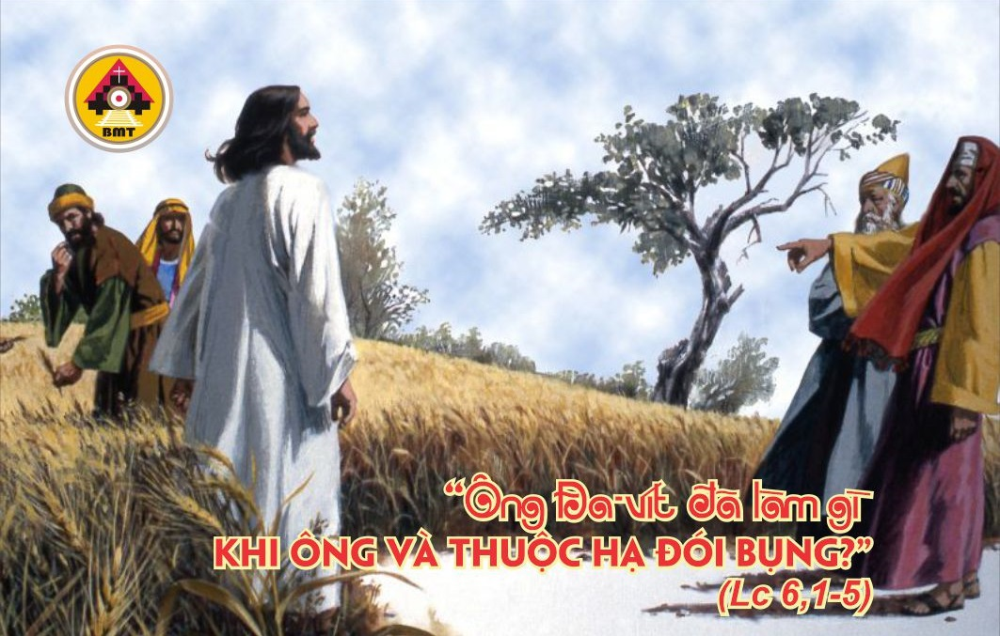 BMT
“Ông Đa-vít đã làm gì
KHI ÔNG VÀ THUỘC HẠ ĐÓI BỤNG?”
(Lc 6,1-5)